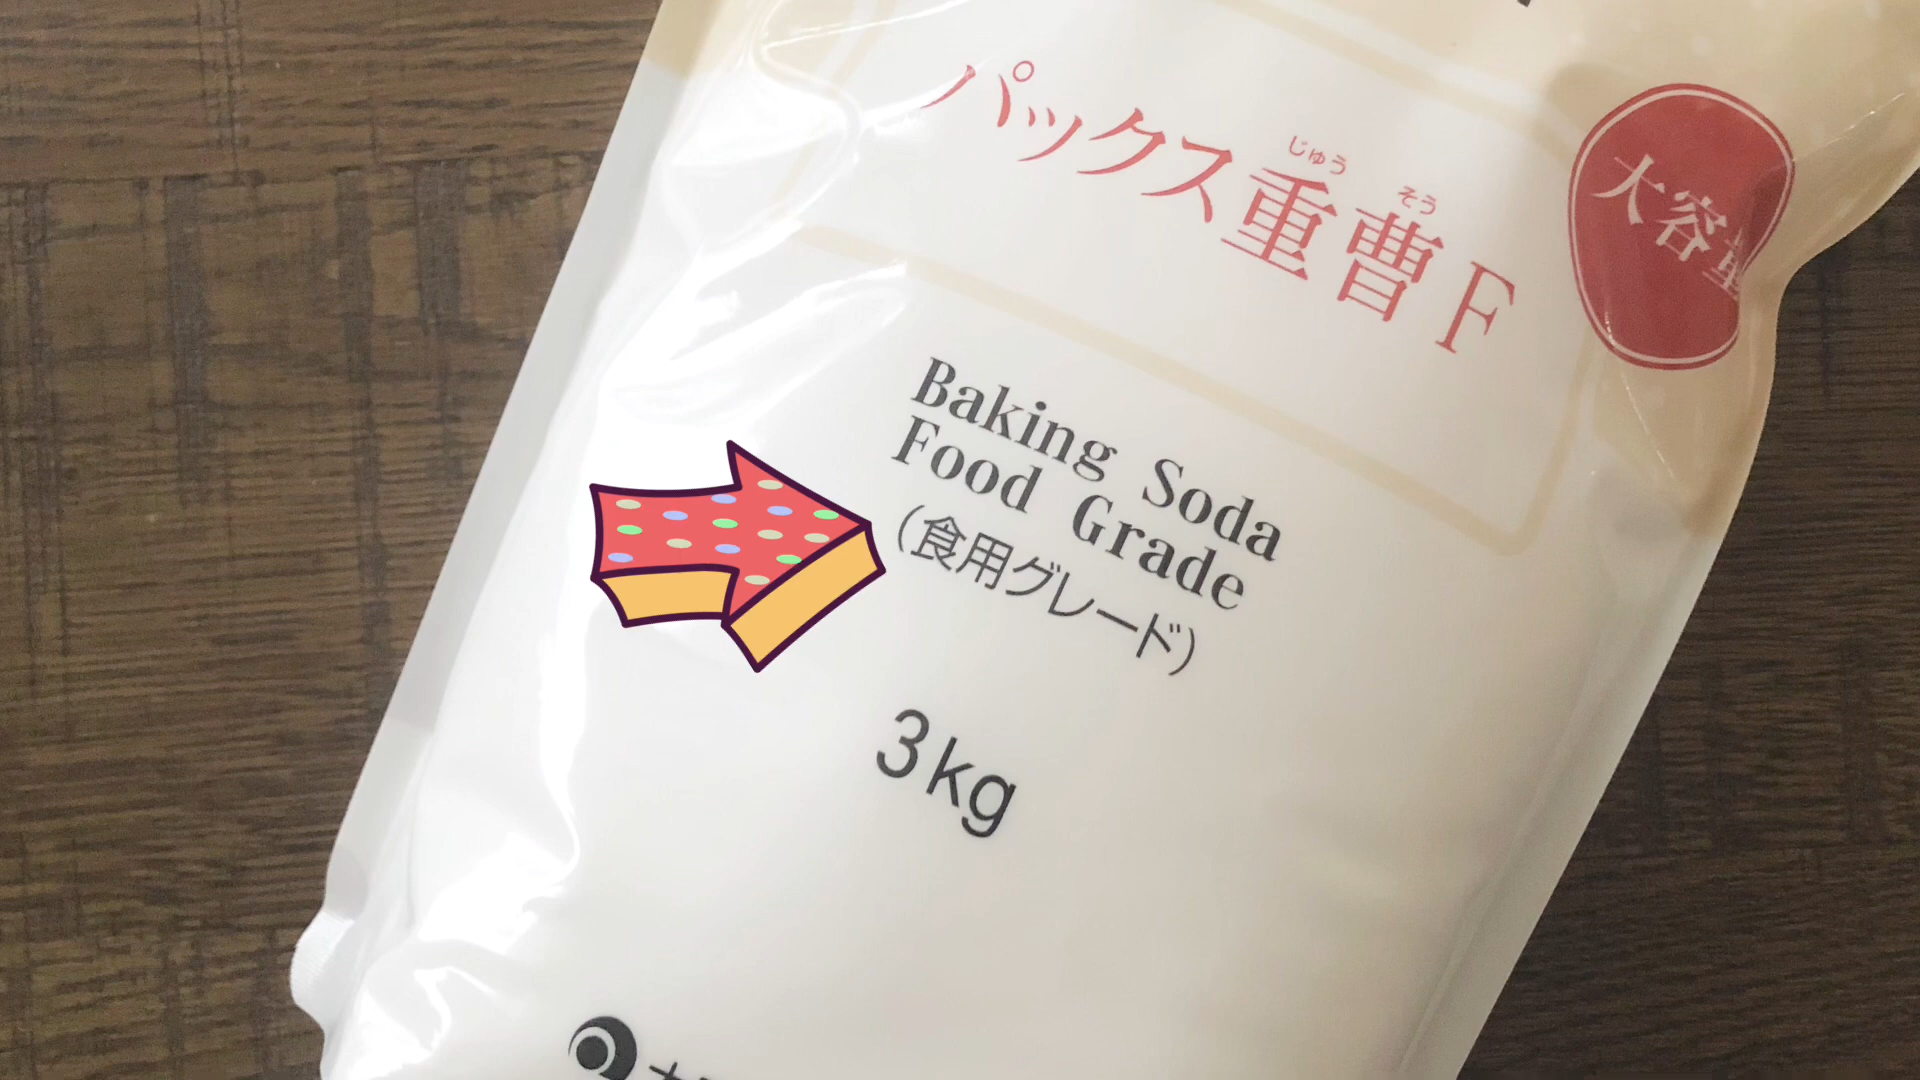 パックス重曹F
じゅう そう
大容量
Baking Soda
Food Grade
(食用グレード)
3kg